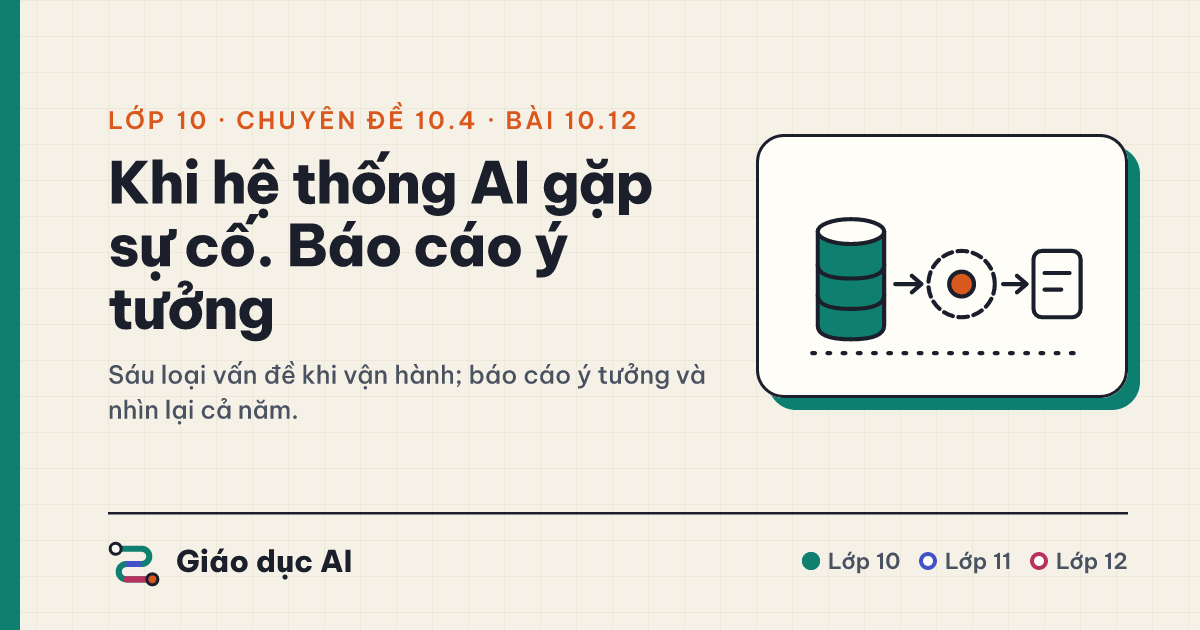 LỚP 10 · CHUYÊN ĐỀ 10.4 · BÀI 10.12
Khi hệ thống AI gặp
sự cố. Báo cáo ý
tưởng
Sáu loại vấn đề khi vận hành; báo cáo ý tưởng và
nhìn lại cả năm.
Giáo dục AI
Lớp 10
Lớp 11
Lớp 12